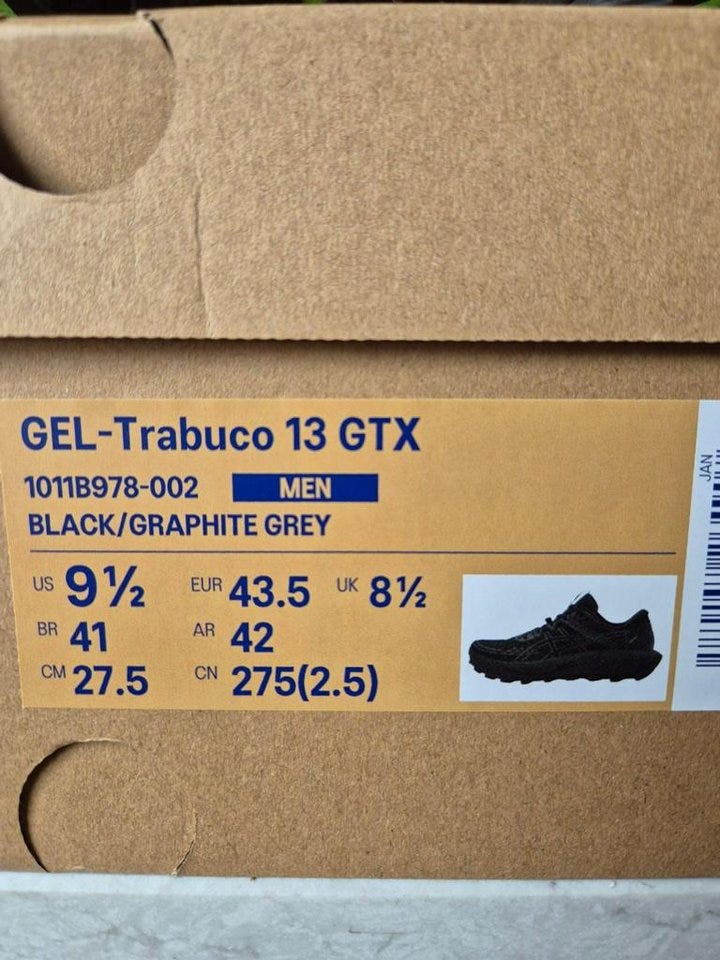 GEL-Trabuco 13 GTX
1011B978-002 MEN
BLACK/GRAPHITE GREY
US 9½ EUR 43.5 UK 8½
BR 41 AR 42
CM 27.5 CN 275(2.5)
JAN